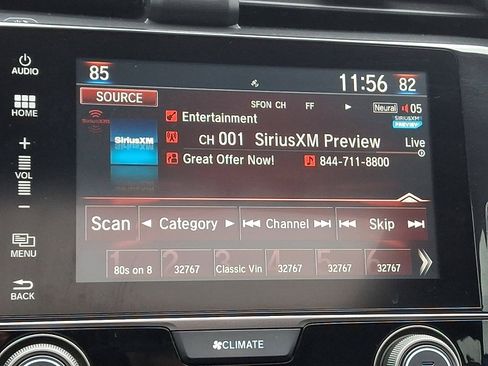 AUDIO
HOME
VOL
MENU
BACK
85 11:56 82
SOURCE SFON CH FF Neural 05
SiriusXM
Entertainment
SIRIUSXM
PREVIEW
SiriusXM
CH 001 SiriusXM Preview Live
Great Offer Now! 844-711-8800
Scan Category Channel Skip
1 2 3 4 5 6
80s on 8 32767 Classic Vin 32767 32767 32767
CLIMATE